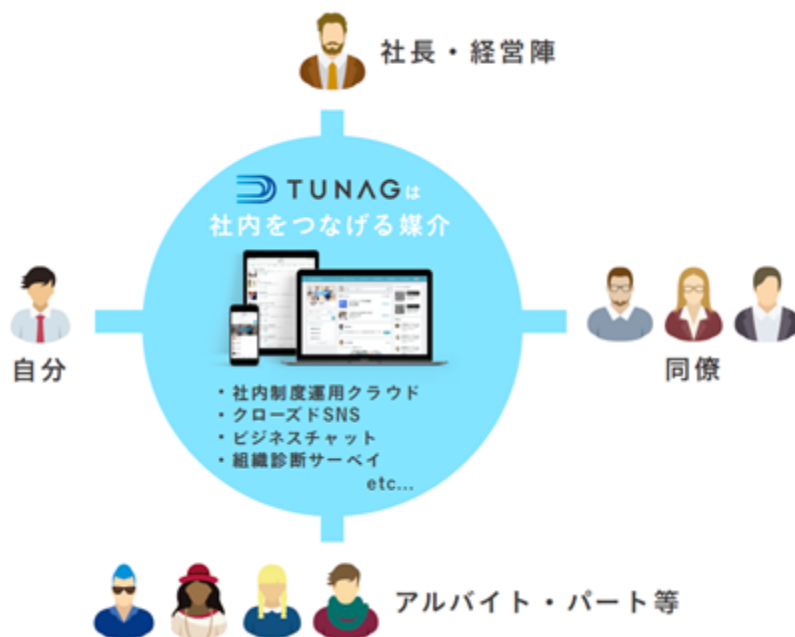 社長・経営陣
TUNAGは
社内をつなげる媒介
自分
同僚
・社内制度運用クラウド
・クローズドSNS
・ビジネスチャット
・組織診断サーベイ
etc...
アルバイト・パート等